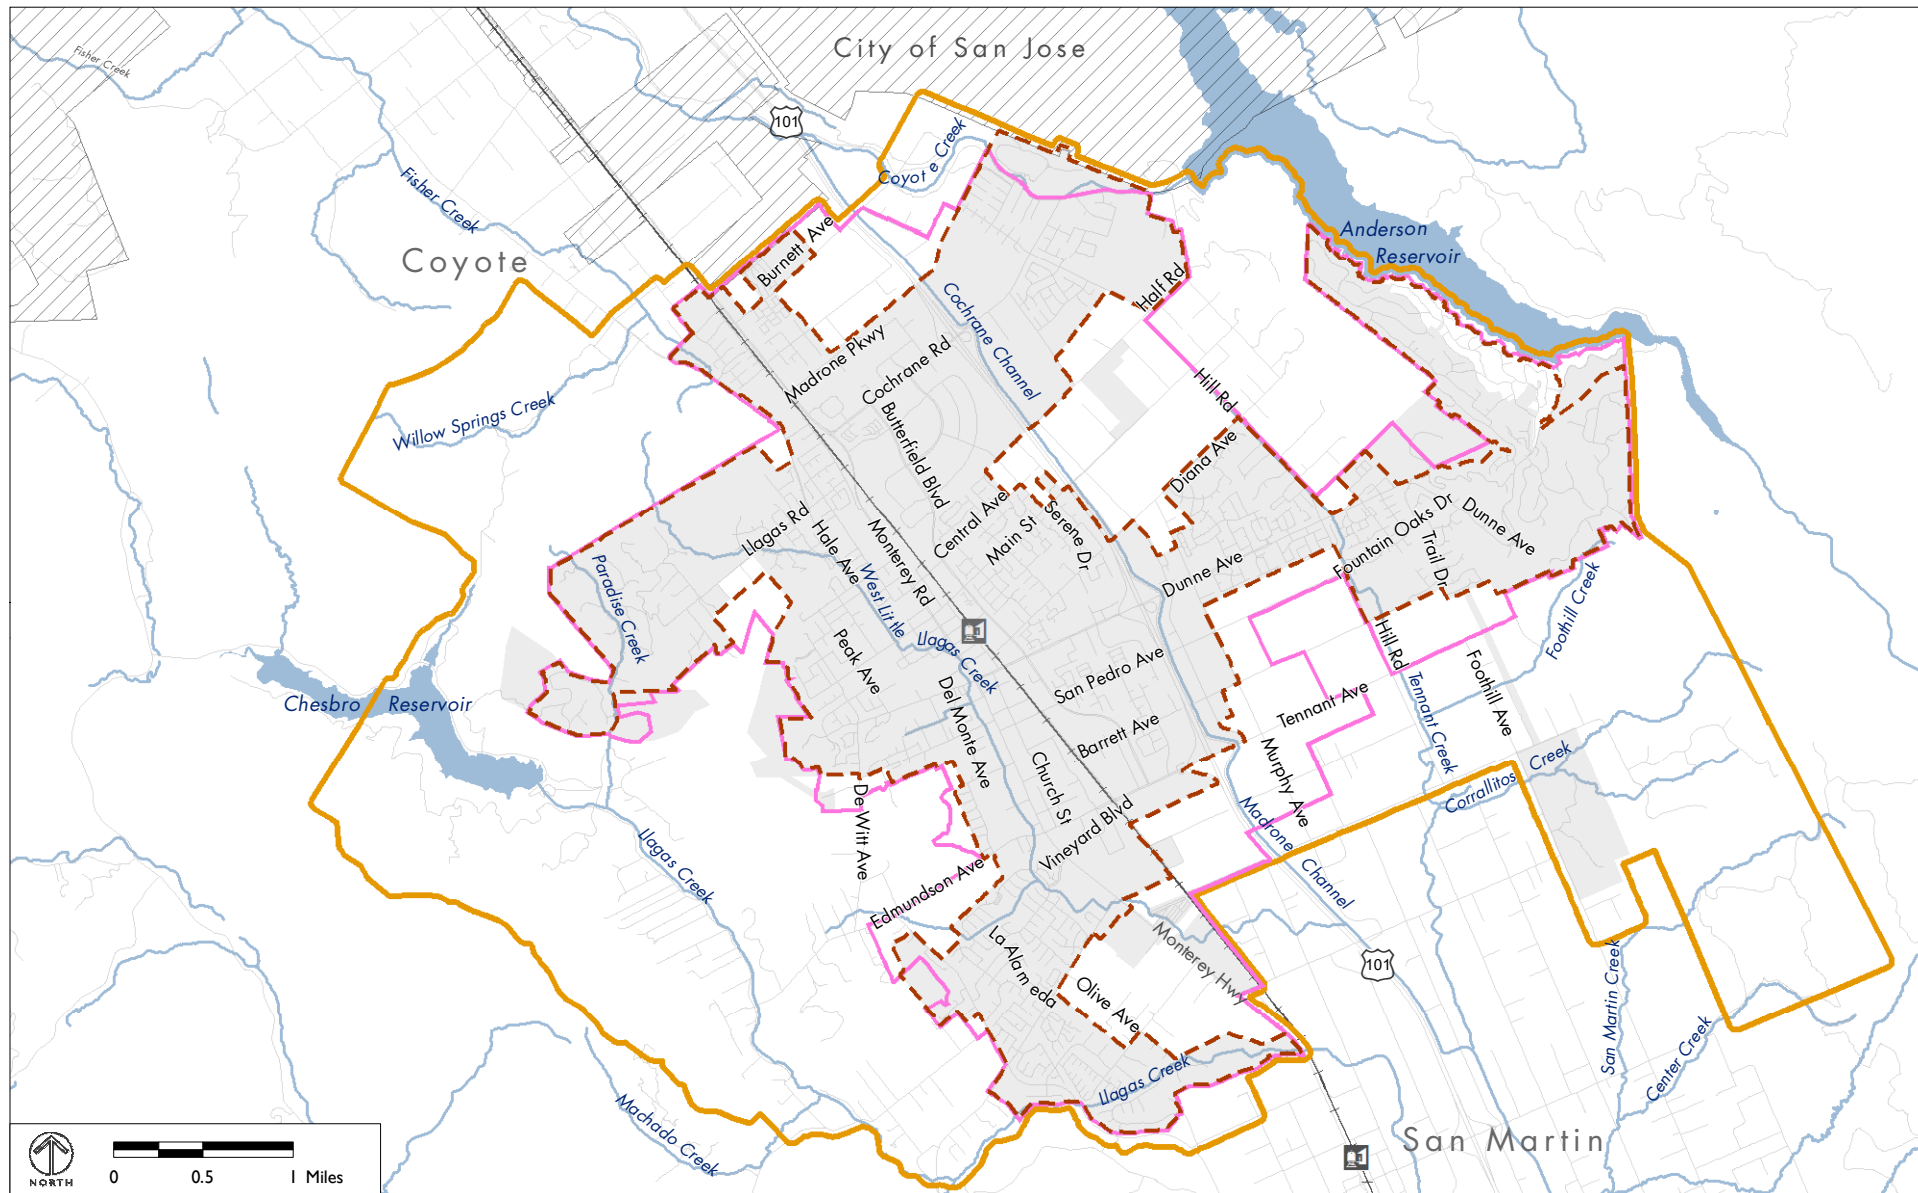 City of San Jose
Fisher Creek
101
Coyote Creek
Fisher Creek
Coyote
Burnett Ave
Anderson
Reservoir
Half Rd
Cochrane Channel
Madrone Pkwy
Cochrane Rd
Hill Rd
Willow Springs Creek
Butterfield Blvd
Diana Ave
Llagas Rd
Hale Ave
Monterey Rd
Central Ave
Main St
Serene Dr
Fountain Oaks Dr
Trail Dr
Dunne Ave
Dunne Ave
Paradise Creek
West Little
Llagas Creek
Peak Ave
Foothill Creek
Hill Rd
San Pedro Ave
Foothill Ave
Tennant Creek
Tennant Ave
Chesbro
Reservoir
Del Monte Ave
Barrett Ave
Church St
Murphy Ave
Corrallitos Creek
De Witt Ave
Vineyard Blvd
Madrone Channel
Llagas Creek
Edmundson Ave
La Alameda
Monterey Hwy
101
Olive Ave
San Martin Creek
Center Creek
Llagas Creek
Machado Creek
San Martin
NORTH
0 0.5 1 Miles